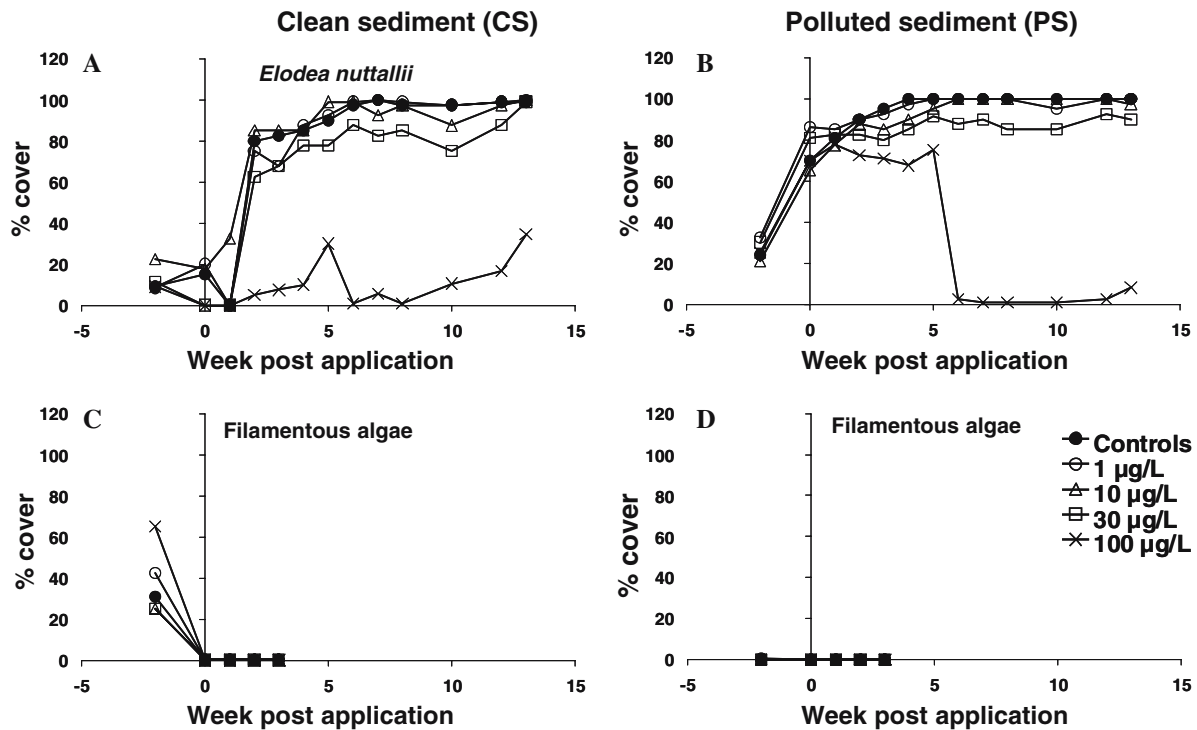 Clean sediment (CS)
Polluted sediment (PS)
A
Elodea nuttallii
120
100
80
60
40
20
0
% cover
-5
0
5
10
15
Week post application
B
120
100
80
60
40
20
0
% cover
-5
0
5
10
15
Week post application
C
Filamentous algae
120
100
80
60
40
20
0
% cover
-5
0
5
10
15
Week post application
D
Filamentous algae
120
100
80
60
40
20
0
% cover
-5
0
5
10
15
Week post application
Controls
1 µg/L
10 µg/L
30 µg/L
100 µg/L